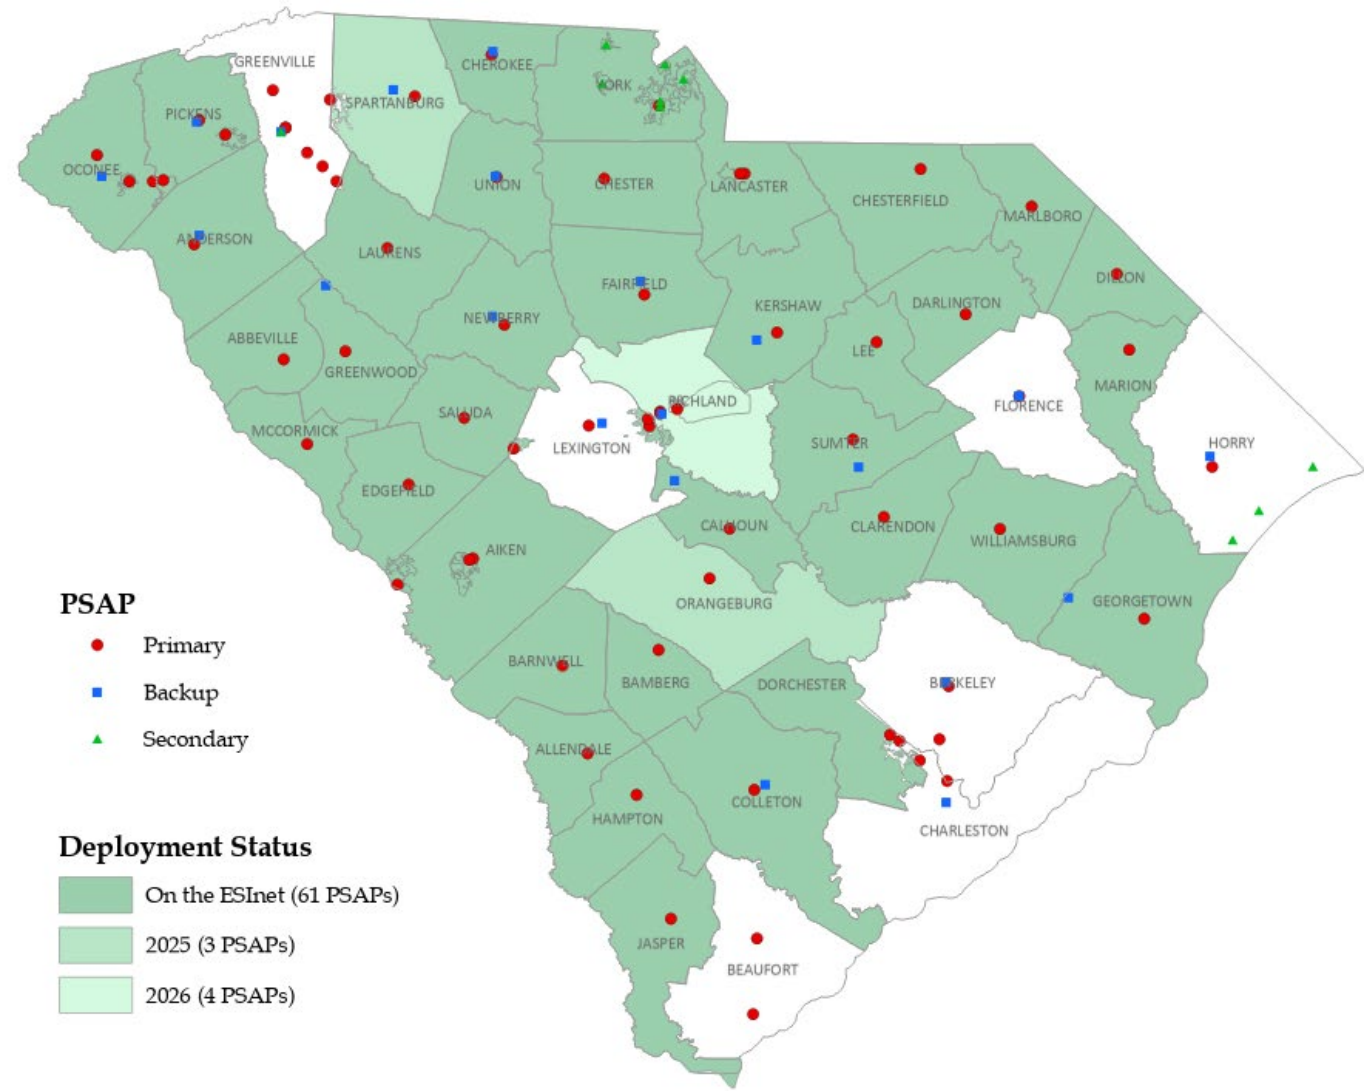 GREENVILLE
CHEROKEE
YORK
SPARTANBURG
PICKENS
OCONEE
UNION
CHESTER
LANCASTER
CHESTERFIELD
MARLBORO
ANDERSON
LAURENS
DILLON
FAIRFIELD
KERSHAW
DARLINGTON
NEWBERRY
ABBEVILLE
LEE
GREENWOOD
MARION
RICHLAND
FLORENCE
SALUDA
MCCORMICK
LEXINGTON
SUMTER
HORRY
EDGEFIELD
CALHOUN
CLARENDON
WILLIAMSBURG
AIKEN
ORANGEBURG
GEORGETOWN
BARNWELL
BAMBERG
DORCHESTER
BERKELEY
ALLENDALE
COLLETON
HAMPTON
CHARLESTON
JASPER
BEAUFORT
PSAP
Primary
Backup
Secondary
Deployment Status
On the ESInet (61 PSAPs)
2025 (3 PSAPs)
2026 (4 PSAPs)